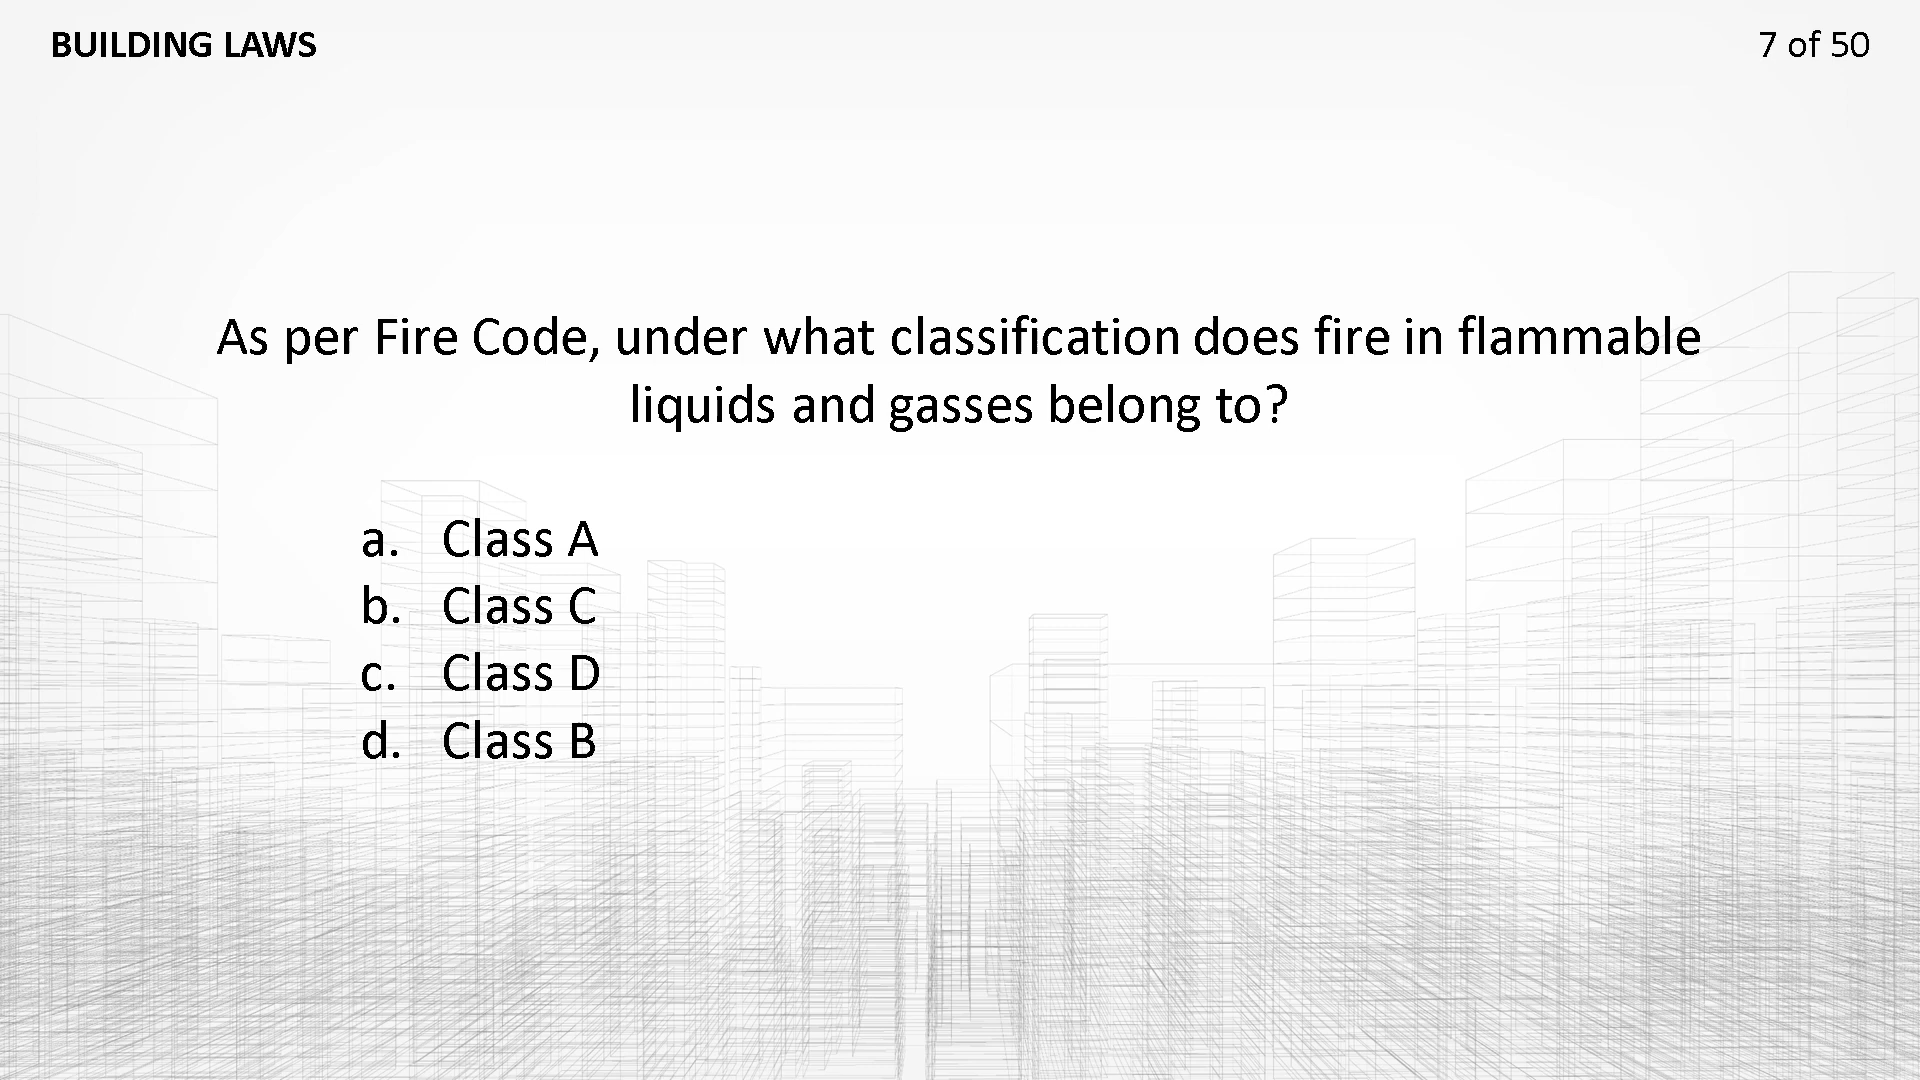 BUILDING LAWS
7 of 50
As per Fire Code, under what classification does fire in flammable
liquids and gasses belong to?
a. Class A
b. Class C
c. Class D
d. Class B